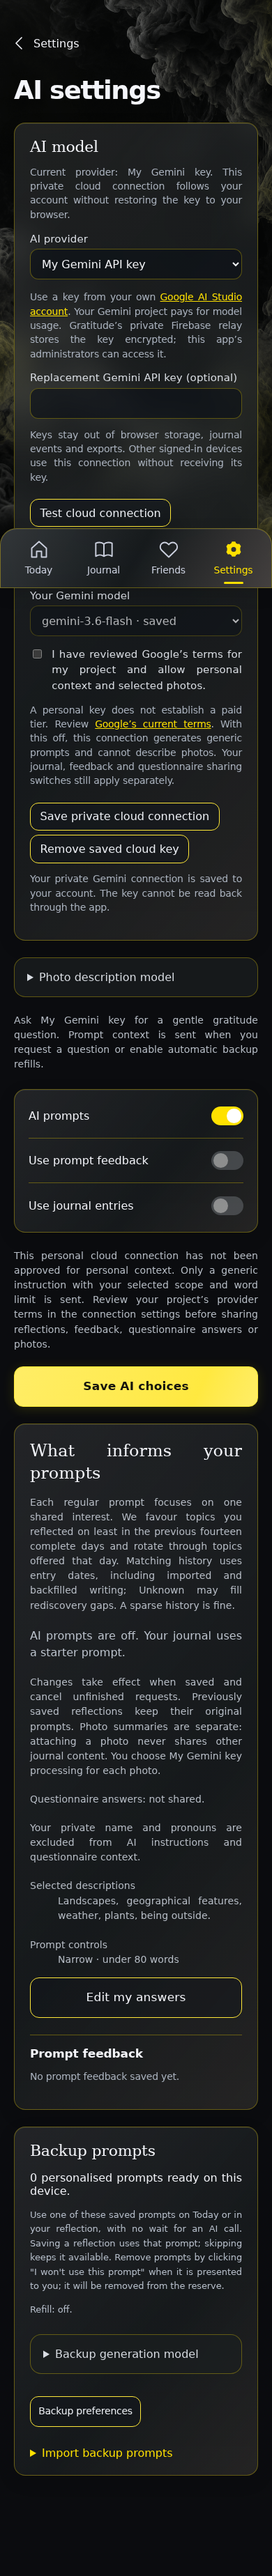 Settings
AI settings
AI model
Current provider: My Gemini key. This
private cloud connection follows your
account without restoring the key to your
browser.
AI provider
My Gemini API key
Use a key from your own Google AI Studio
account. Your Gemini project pays for model
usage. Gratitude’s private Firebase relay
stores the key encrypted; this app’s
administrators can access it.
Replacement Gemini API key (optional)
Keys stay out of browser storage, journal
events and exports. Other signed-in devices
use this connection without receiving its
key.
Test cloud connection
Today
Journal
Friends
Settings
Your Gemini model
gemini-3.6-flash · saved
I have reviewed Google’s terms for
my project and allow personal
context and selected photos.
A personal key does not establish a paid
tier. Review Google’s current terms. With
this off, this connection generates generic
prompts and cannot describe photos. Your
journal, feedback and questionnaire sharing
switches still apply separately.
Save private cloud connection
Remove saved cloud key
Your private Gemini connection is saved to
your account. The key cannot be read back
through the app.
Photo description model
Ask My Gemini key for a gentle gratitude
question. Prompt context is sent when you
request a question or enable automatic backup
refills.
AI prompts
Use prompt feedback
Use journal entries
This personal cloud connection has not been
approved for personal context. Only a generic
instruction with your selected scope and word
limit is sent. Review your project’s provider
terms in the connection settings before sharing
reflections, feedback, questionnaire answers or
photos.
Save AI choices
What informs your
prompts
Each regular prompt focuses on one
shared interest. We favour topics you
reflected on least in the previous fourteen
complete days and rotate through topics
offered that day. Matching history uses
entry dates, including imported and
backfilled writing; Unknown may fill
rediscovery gaps. A sparse history is fine.
AI prompts are off. Your journal uses
a starter prompt.
Changes take effect when saved and
cancel unfinished requests. Previously
saved reflections keep their original
prompts. Photo summaries are separate:
attaching a photo never shares other
journal content. You choose My Gemini key
processing for each photo.
Questionnaire answers: not shared.
Your private name and pronouns are
excluded from AI instructions and
questionnaire context.
Selected descriptions
Landscapes, geographical features,
weather, plants, being outside.
Prompt controls
Narrow · under 80 words
Edit my answers
Prompt feedback
No prompt feedback saved yet.
Backup prompts
0 personalised prompts ready on this
device.
Use one of these saved prompts on Today or in
your reflection, with no wait for an AI call.
Saving a reflection uses that prompt; skipping
keeps it available. Remove prompts by clicking
"I won't use this prompt" when it is presented
to you; it will be removed from the reserve.
Refill: off.
Backup generation model
Backup preferences
Import backup prompts